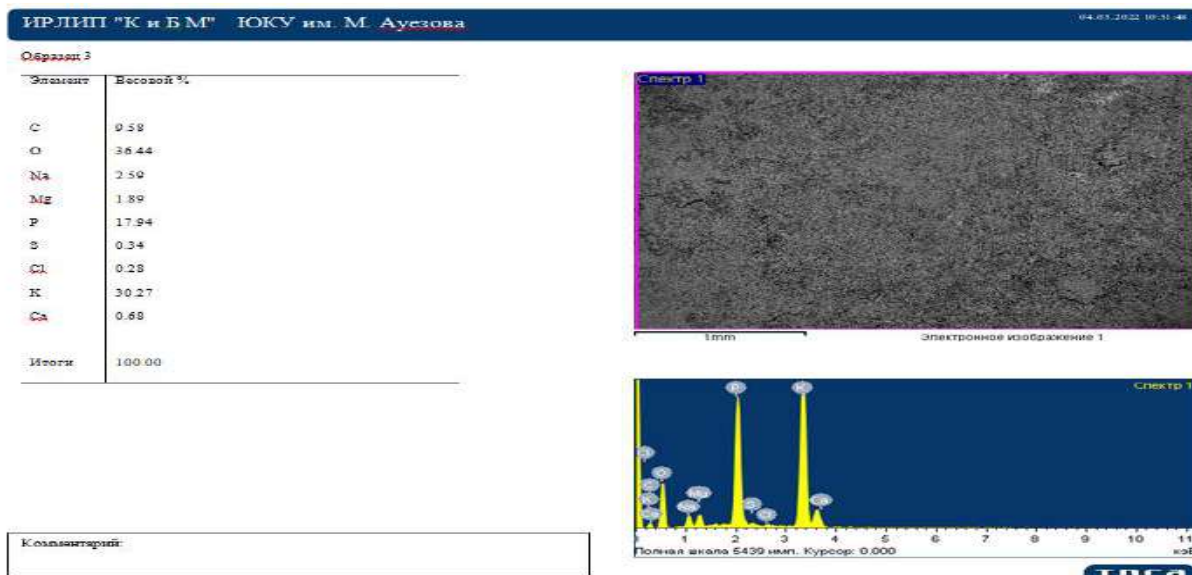 ИРЛИП "К и Б М" ЮКУ им. М. Ауезова
04.03.2022 10:31:48
Образец 3
Элемент Весовой %
C 9.58
O 36.44
Na 2.59
Mg 1.89
P 17.94
S 0.34
Cl 0.28
K 30.27
Ca 0.68
Итоги 100.00
Комментарий:
Спектр 1
1mm Электронное изображение 1
Спектр 1
P K
O
Ca
1 2 3 4 5 6 7 8 9 10 11
Полная шкала 5439 имп. Курсор: 0.000 кэВ